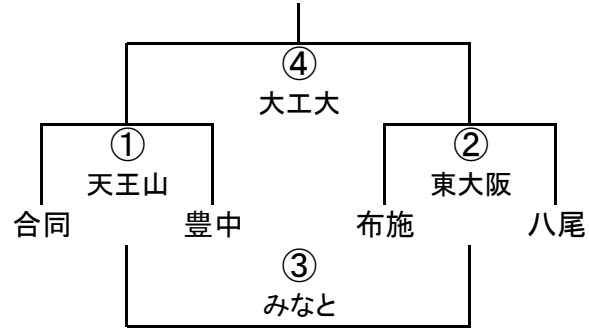 ④
大工大
① ②
天王山 東大阪
合同 豊中 布施 八尾
③
みなと